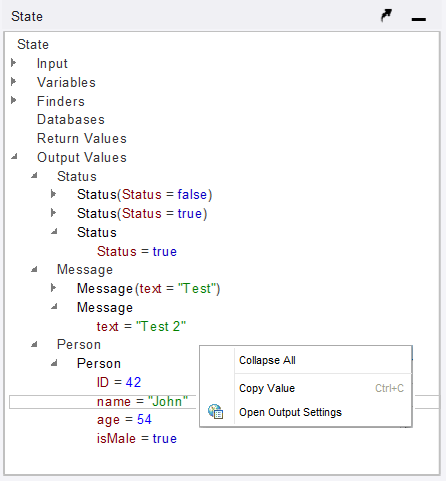 State
State
Input
Variables
Finders
Databases
Return Values
Output Values
Status
Status(Status = false)
Status(Status = true)
Status
Status = true
Message
Message(text = "Test")
Message
text = "Test 2"
Person
Person
ID = 42
name = "John"
age = 54
isMale = true
Collapse All
Copy Value Ctrl+C
Open Output Settings